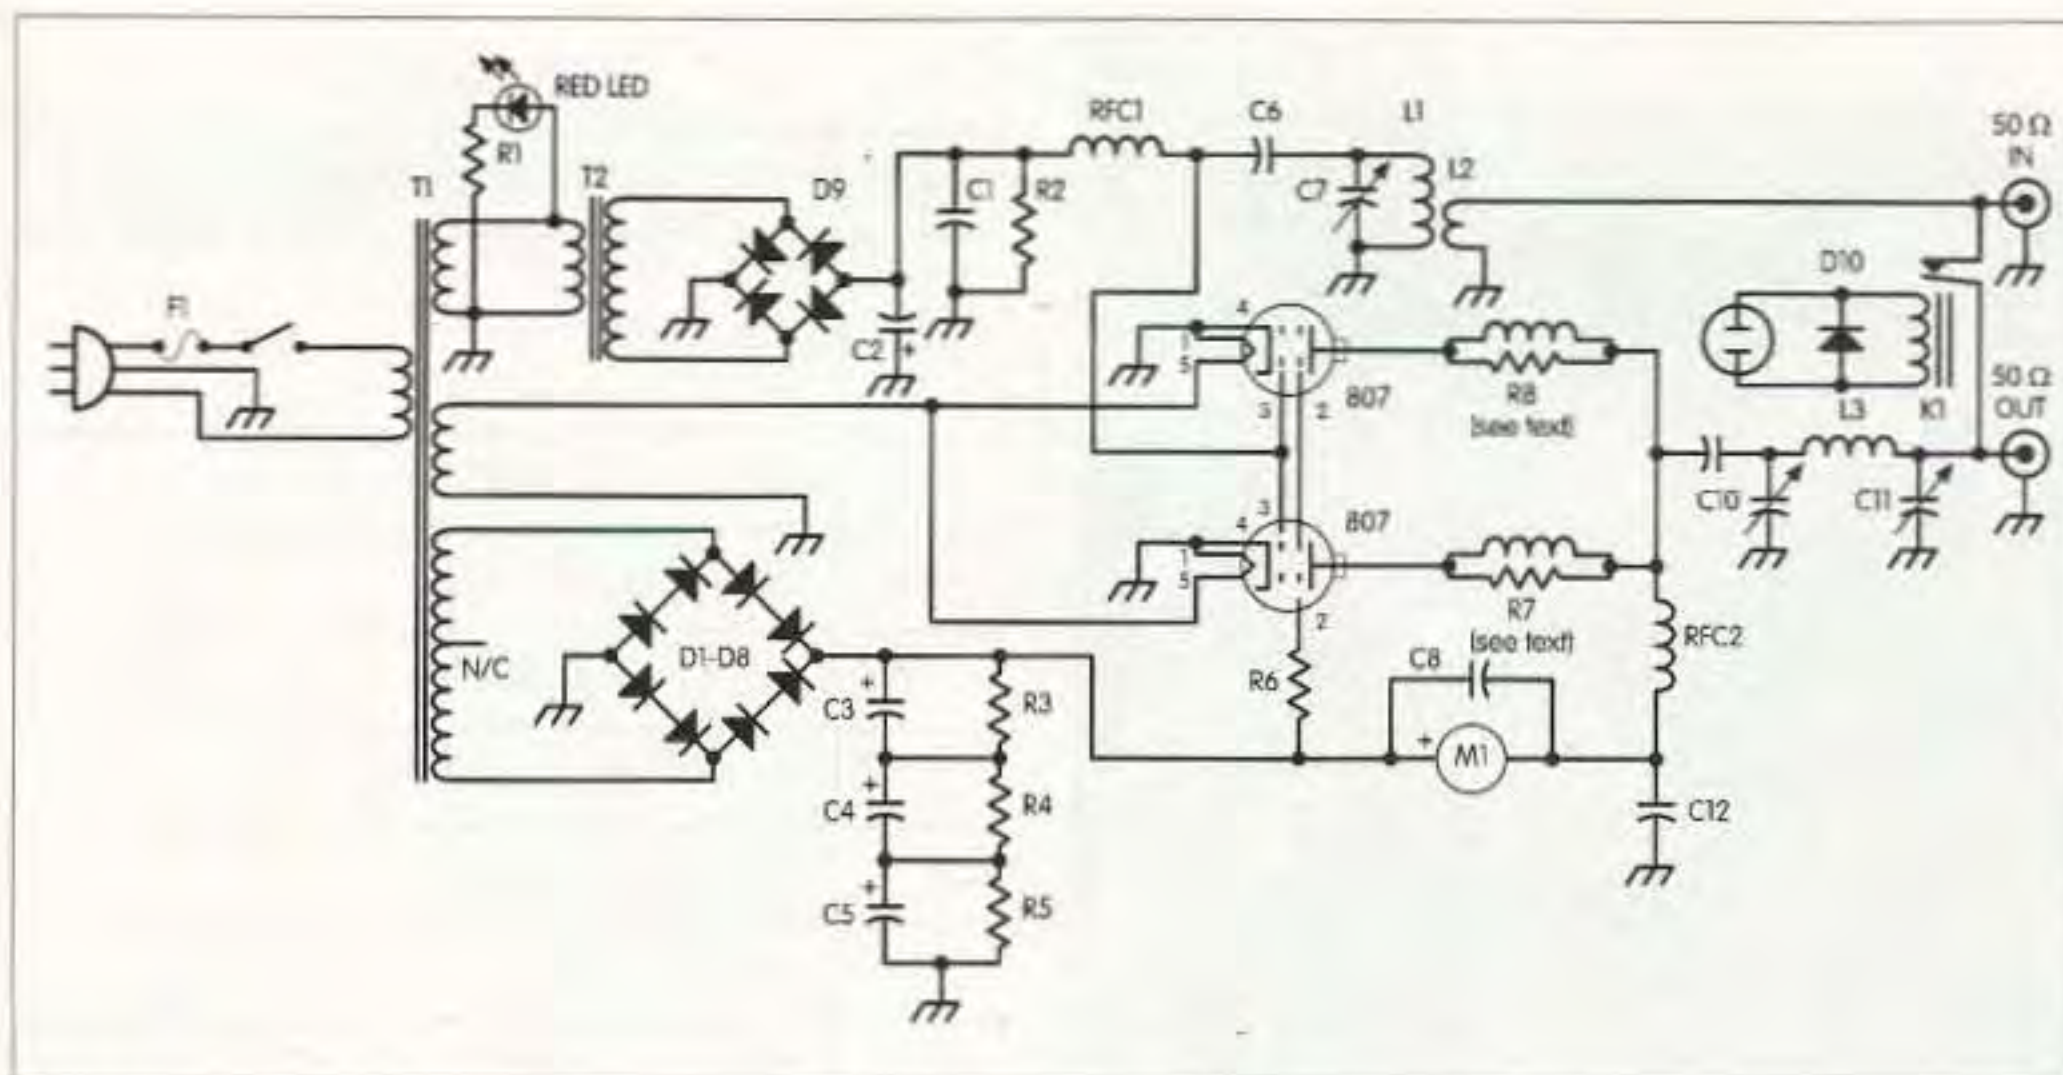 RED LED
R1
T1
T2
D9
C1
R2
RFC1
C6
L1
C7
L2
50 Ω
IN
F1
C2
+
4
1
5
3
2
807
R8
(see text)
D10
L3
K1
50 Ω
OUT
C10
C11
4
3
1
5
2
807
R7
(see text)
RFC2
N/C
D1-D8
+
C3
R3
R6
C8
+
M1
+
C4
R4
C12
+
C5
R5